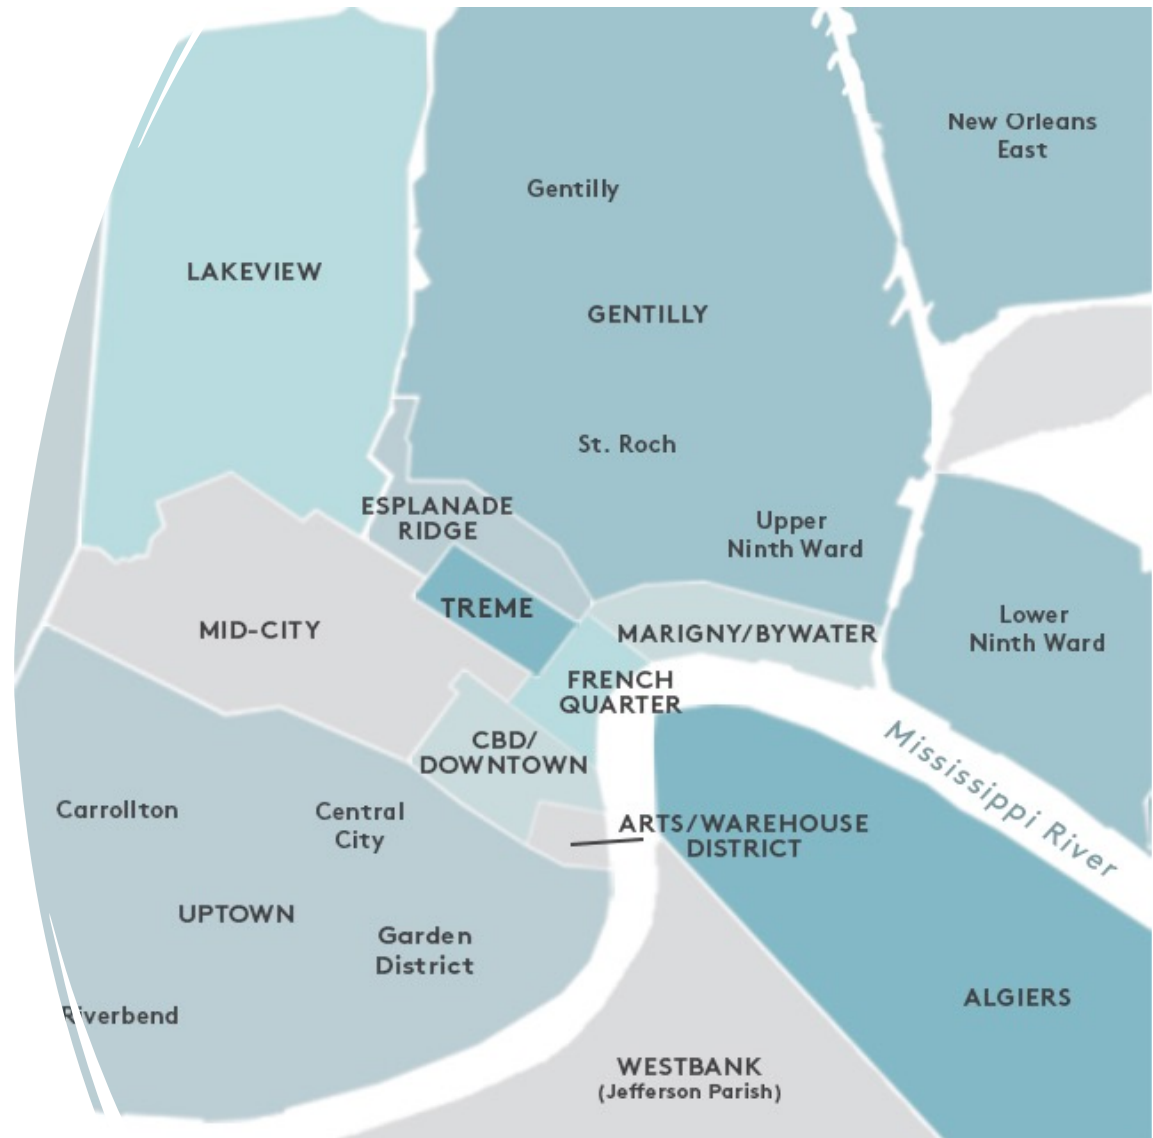 New Orleans
East
Gentilly
LAKEVIEW
GENTILLY
St. Roch
ESPLANADE
RIDGE
Upper
Ninth Ward
TREME
MID-CITY
MARIGNY/BYWATER
Lower
Ninth Ward
FRENCH
QUARTER
CBD/
DOWNTOWN
Mississippi River
Carrollton
Central
City
ARTS/WAREHOUSE
DISTRICT
UPTOWN
Garden
District
ALGIERS
Riverbend
WESTBANK
(Jefferson Parish)